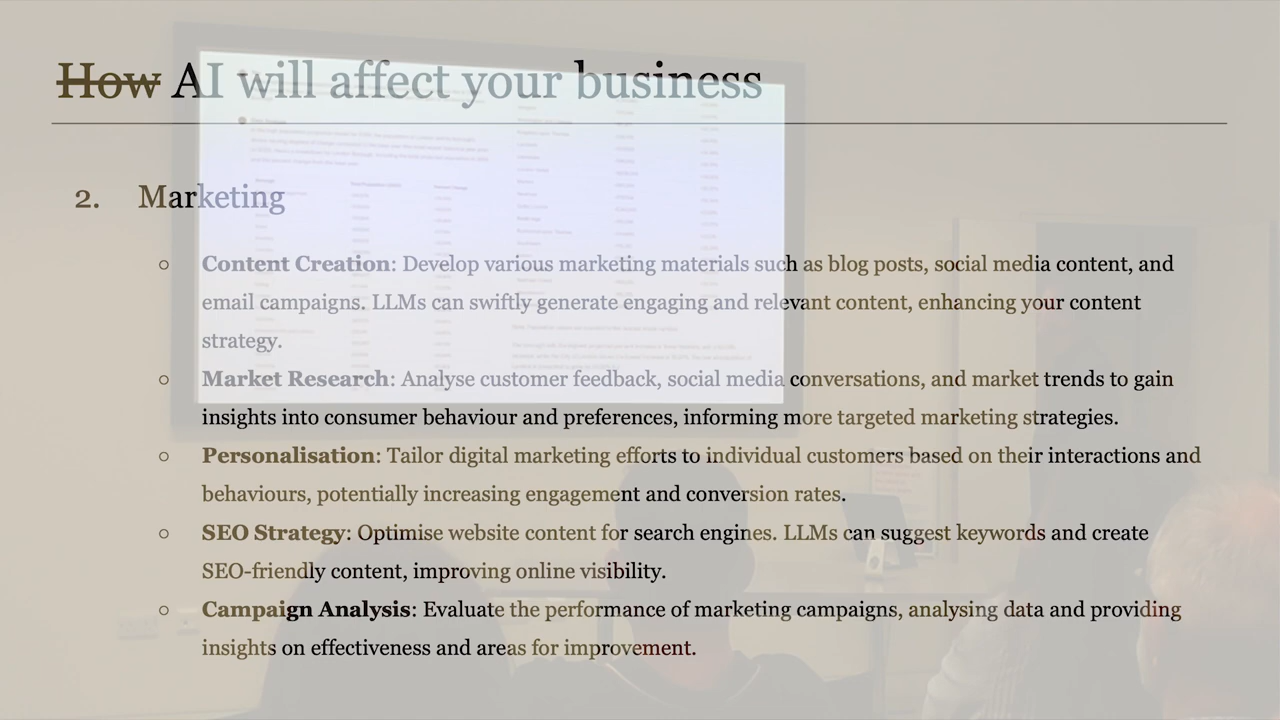 How AI will affect your business
2. Marketing
○ Content Creation: Develop various marketing materials such as blog posts, social media content, and
email campaigns. LLMs can swiftly generate engaging and relevant content, enhancing your content
strategy.
○ Market Research: Analyse customer feedback, social media conversations, and market trends to gain
insights into consumer behaviour and preferences, informing more targeted marketing strategies.
○ Personalisation: Tailor digital marketing efforts to individual customers based on their interactions and
behaviours, potentially increasing engagement and conversion rates.
○ SEO Strategy: Optimise website content for search engines. LLMs can suggest keywords and create
SEO-friendly content, improving online visibility.
○ Campaign Analysis: Evaluate the performance of marketing campaigns, analysing data and providing
insights on effectiveness and areas for improvement.